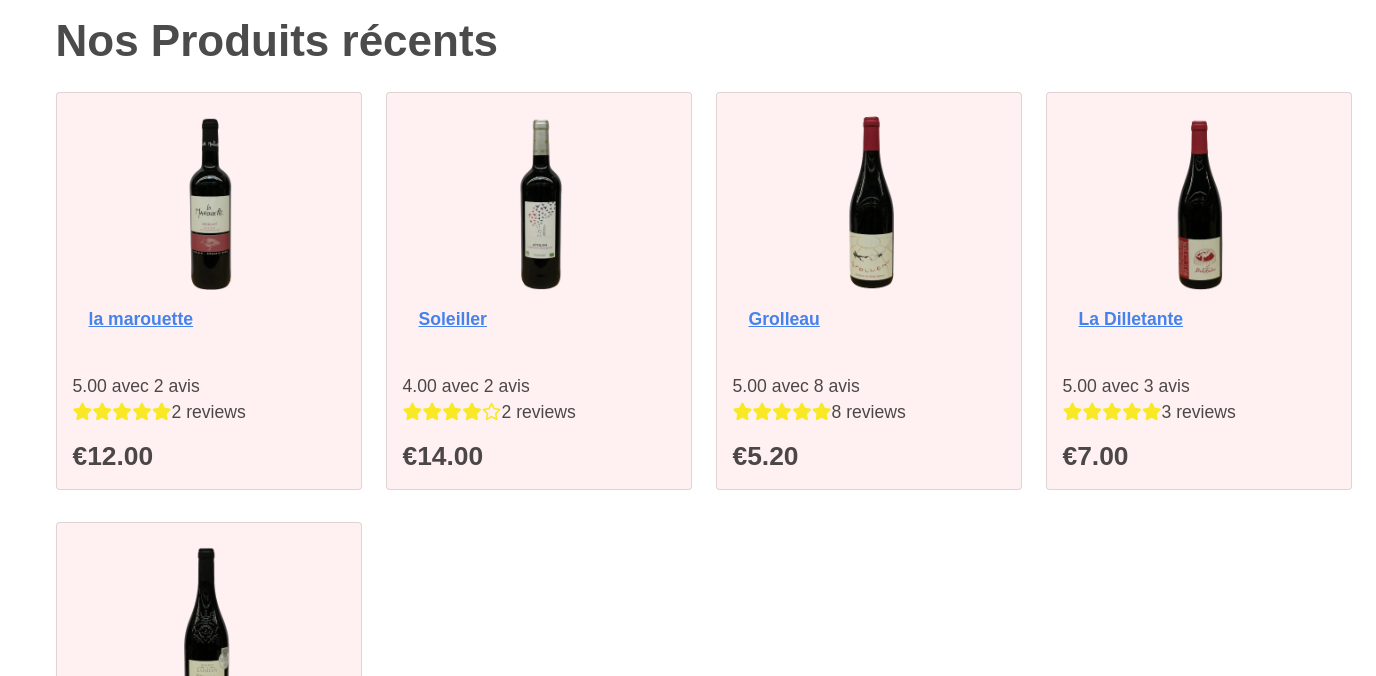 Nos Produits récents
la marouette
Soleiller
Grolleau
La Dilletante
5.00 avec 2 avis
4.00 avec 2 avis
5.00 avec 8 avis
5.00 avec 3 avis
2 reviews
2 reviews
8 reviews
3 reviews
€12.00
€14.00
€5.20
€7.00